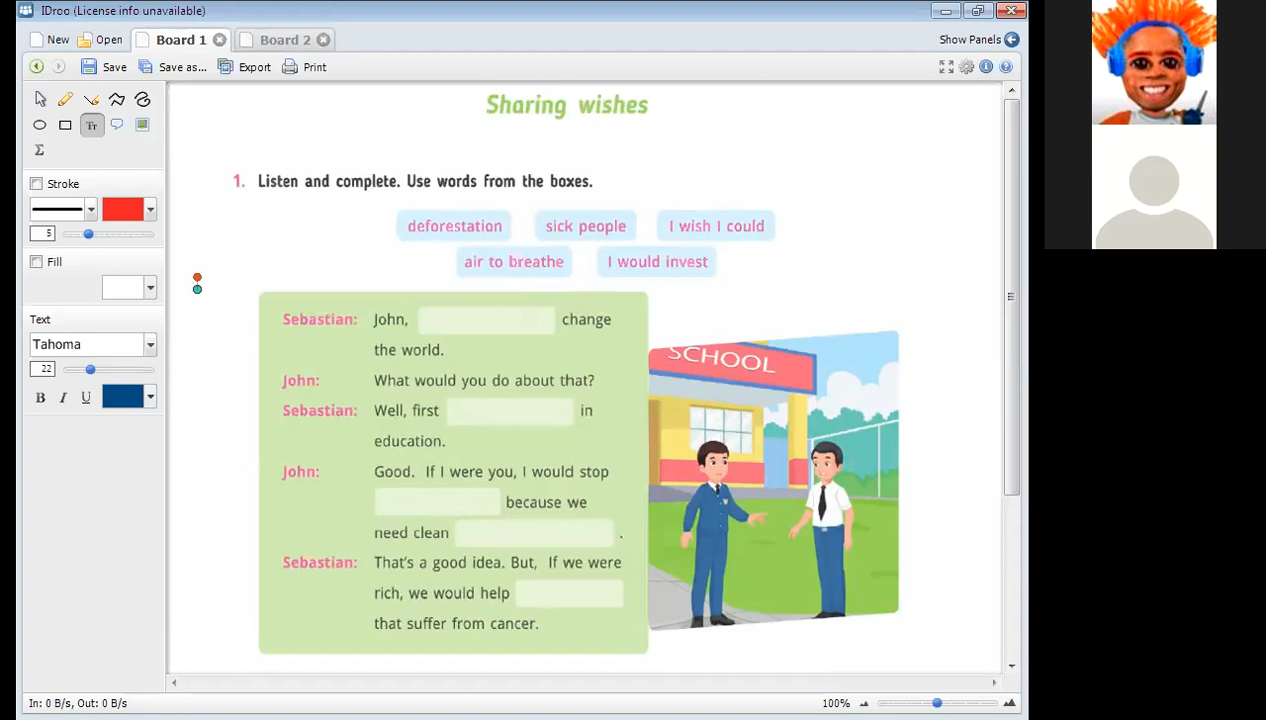 IDroo (License info unavailable)
New Open Board 1 Board 2 Show Panels
Save Save as... Export Print
Sharing wishes
1. Listen and complete. Use words from the boxes.
deforestation sick people I wish I could
air to breathe I would invest
Sebastian: John, change
the world.
John: What would you do about that?
Sebastian: Well, first in
education.
John: Good. If I were you, I would stop
because we
need clean .
Sebastian: That's a good idea. But, If we were
rich, we would help
that suffer from cancer.
SCHOOL
Tr
Σ
Stroke
5
Fill
Text
Tahoma
22
B I U
In: 0 B/s, Out: 0 B/s 100%